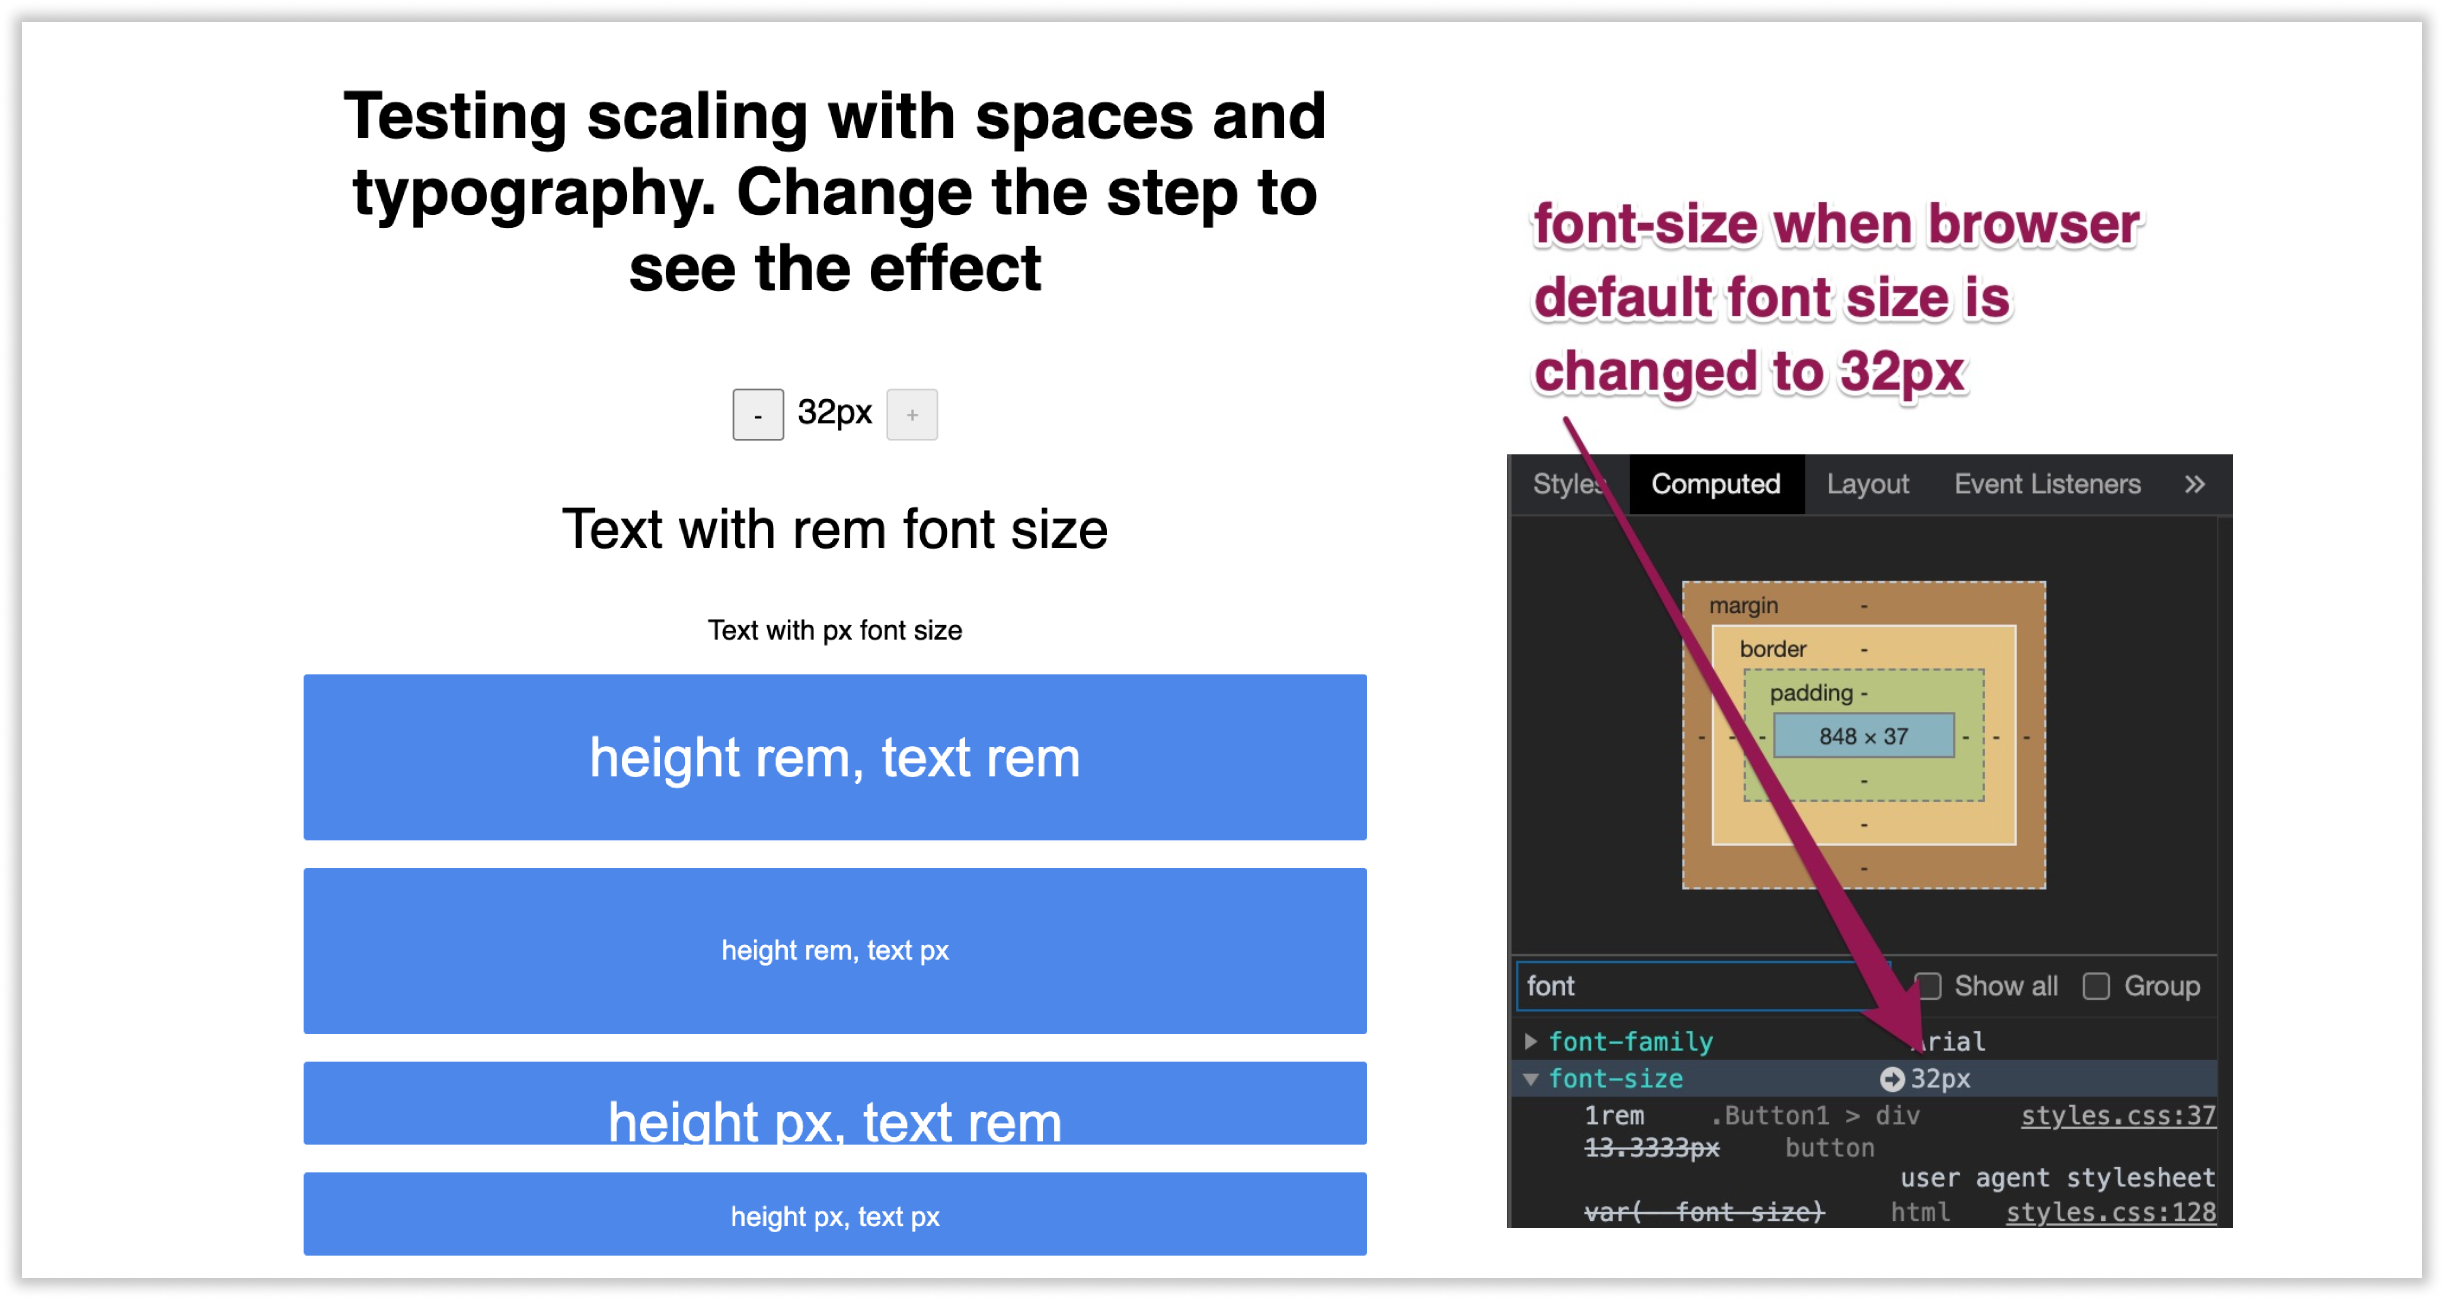 Testing scaling with spaces and
typography. Change the step to
see the effect
- 32px +
Text with rem font size
Text with px font size
height rem, text rem
height rem, text px
height px, text rem
height px, text px
font-size when browser
default font size is
changed to 32px
Styles Computed Layout Event Listeners »
margin -
border -
padding -
- - - 848 × 37 - - -
-
-
-
font Show all Group
font-family Arial
font-size 32px
1rem .Button1 > div styles.css:37
13.3333px button
user agent stylesheet
var(--font-size) html styles.css:128